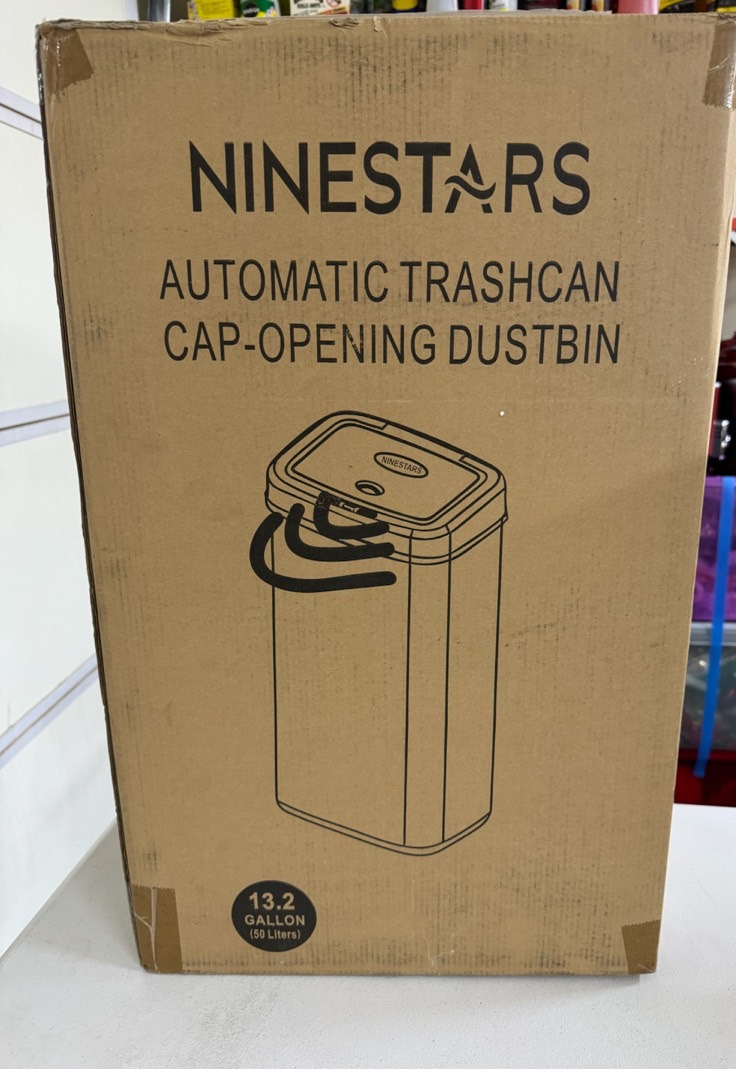 NINESTARS
AUTOMATIC TRASHCAN
CAP-OPENING DUSTBIN
NINESTARS
13.2
GALLON
(50 Liters)